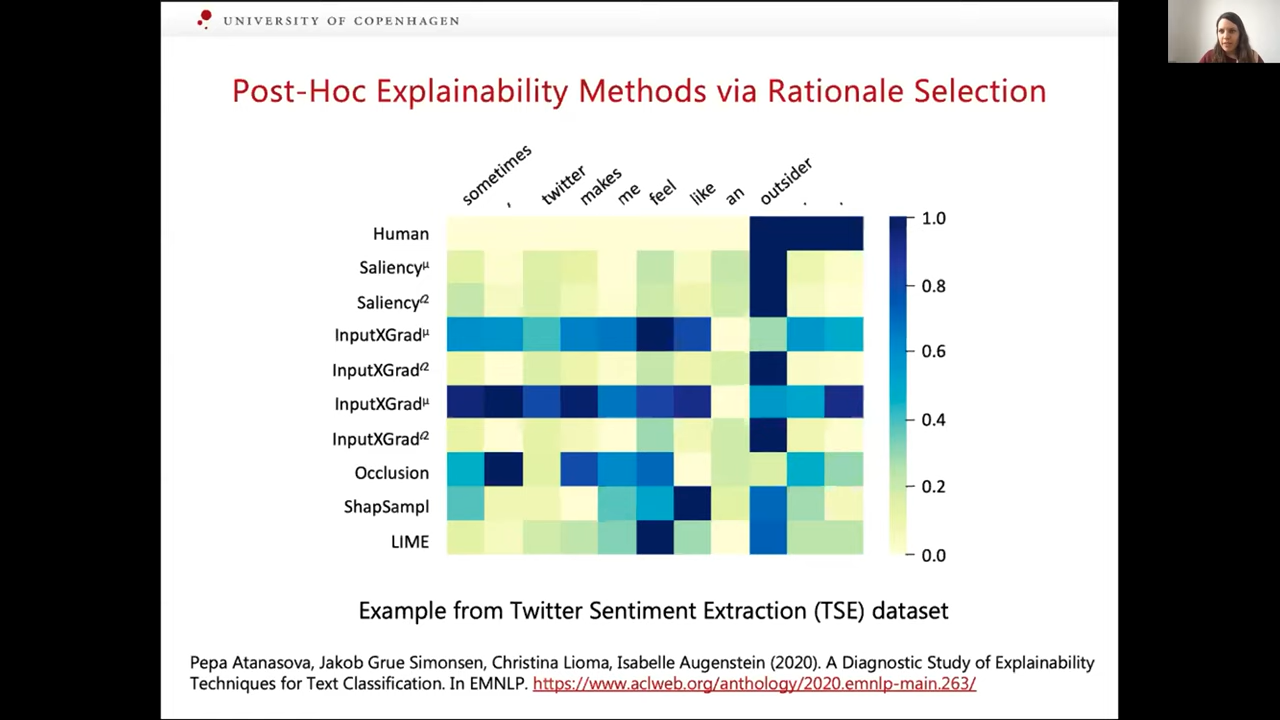 UNIVERSITY OF COPENHAGEN
Post-Hoc Explainability Methods via Rationale Selection
sometimes , twitter makes me feel like an outsider . .
Human
Saliencyμ
Saliencyℓ2
InputXGradμ
InputXGradℓ2
InputXGradμ
InputXGradℓ2
Occlusion
ShapSampl
LIME
1.0
0.8
0.6
0.4
0.2
0.0
Example from Twitter Sentiment Extraction (TSE) dataset
Pepa Atanasova, Jakob Grue Simonsen, Christina Lioma, Isabelle Augenstein (2020). A Diagnostic Study of Explainability
Techniques for Text Classification. In EMNLP. https://www.aclweb.org/anthology/2020.emnlp-main.263/